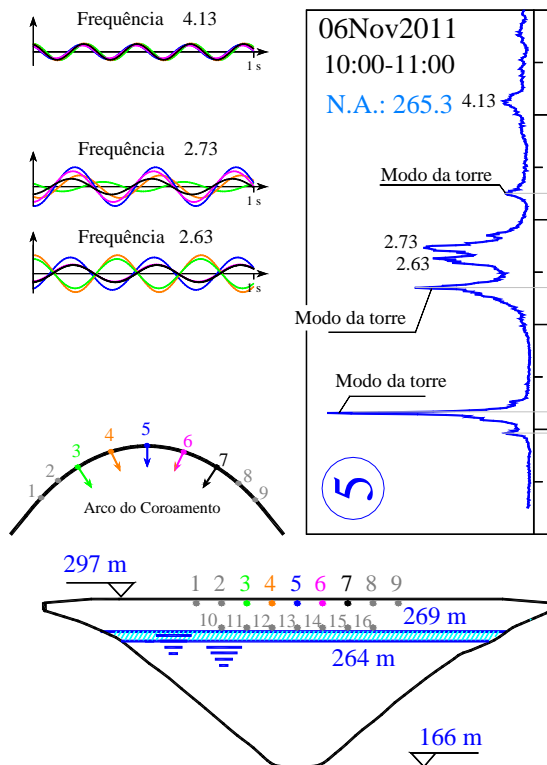 Frequência 4.13
1 s
Frequência 2.73
1 s
Frequência 2.63
1 s
06Nov2011
10:00-11:00
N.A.: 265.3
4.13
Modo da torre
2.73
2.63
Modo da torre
Modo da torre
5
1 2 3 4 5 6 7 8 9
Arco do Coroamento
297 m
1 2 3 4 5 6 7 8 9
269 m
10 11 12 13 14 15 16
264 m
166 m